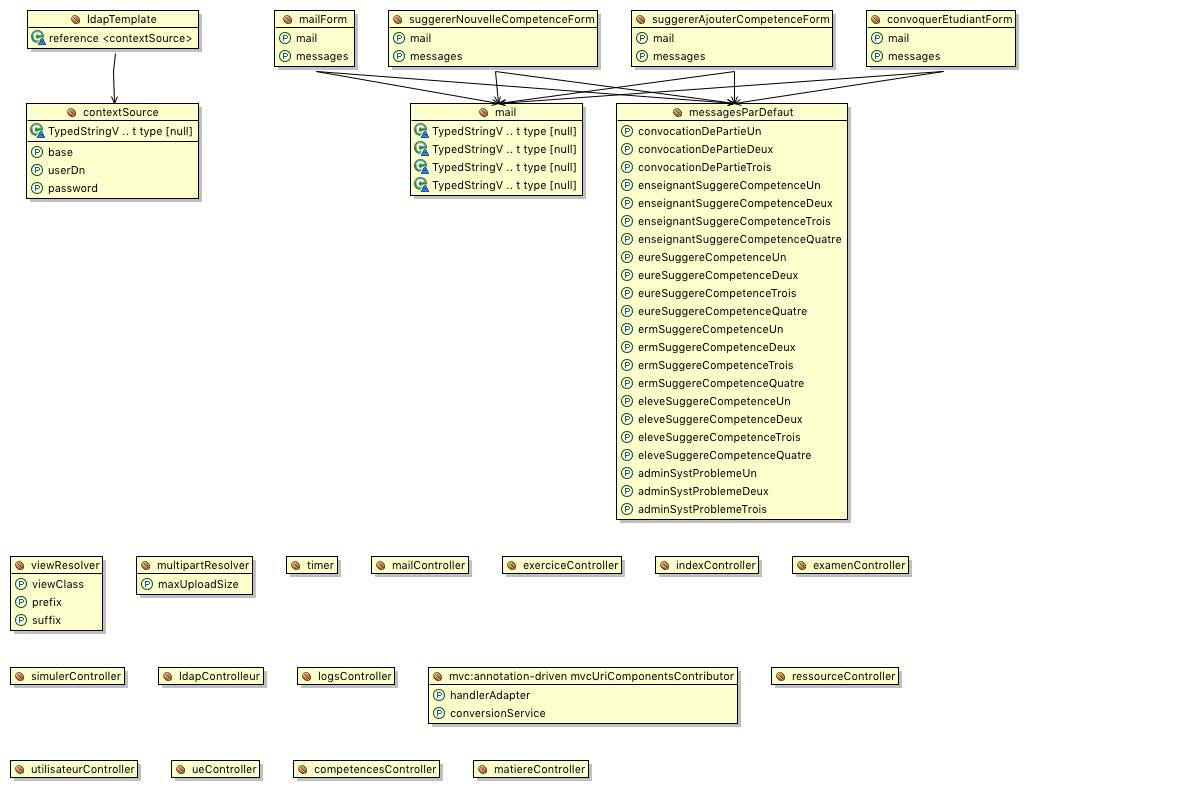 ldapTemplate
reference <contextSource>
mailForm
mail
messages
suggererNouvelleCompetenceForm
mail
messages
suggererAjouterCompetenceForm
mail
messages
convoquerEtudiantForm
mail
messages
contextSource
TypedStringV .. t type [null]
base
userDn
password
mail
TypedStringV .. t type [null]
TypedStringV .. t type [null]
TypedStringV .. t type [null]
TypedStringV .. t type [null]
messagesParDefaut
convocationDePartieUn
convocationDePartieDeux
convocationDePartieTrois
enseignantSuggereCompetenceUn
enseignantSuggereCompetenceDeux
enseignantSuggereCompetenceTrois
enseignantSuggereCompetenceQuatre
eureSuggereCompetenceUn
eureSuggereCompetenceDeux
eureSuggereCompetenceTrois
eureSuggereCompetenceQuatre
ermSuggereCompetenceUn
ermSuggereCompetenceDeux
ermSuggereCompetenceTrois
ermSuggereCompetenceQuatre
eleveSuggereCompetenceUn
eleveSuggereCompetenceDeux
eleveSuggereCompetenceTrois
eleveSuggereCompetenceQuatre
adminSystProblemeUn
adminSystProblemeDeux
adminSystProblemeTrois
viewResolver
viewClass
prefix
suffix
multipartResolver
maxUploadSize
timer
mailController
exerciceController
indexController
examenController
simulerController
ldapControlleur
logsController
mvc:annotation-driven mvcUriComponentsContributor
handlerAdapter
conversionService
ressourceController
utilisateurController
ueController
competencesController
matiereController